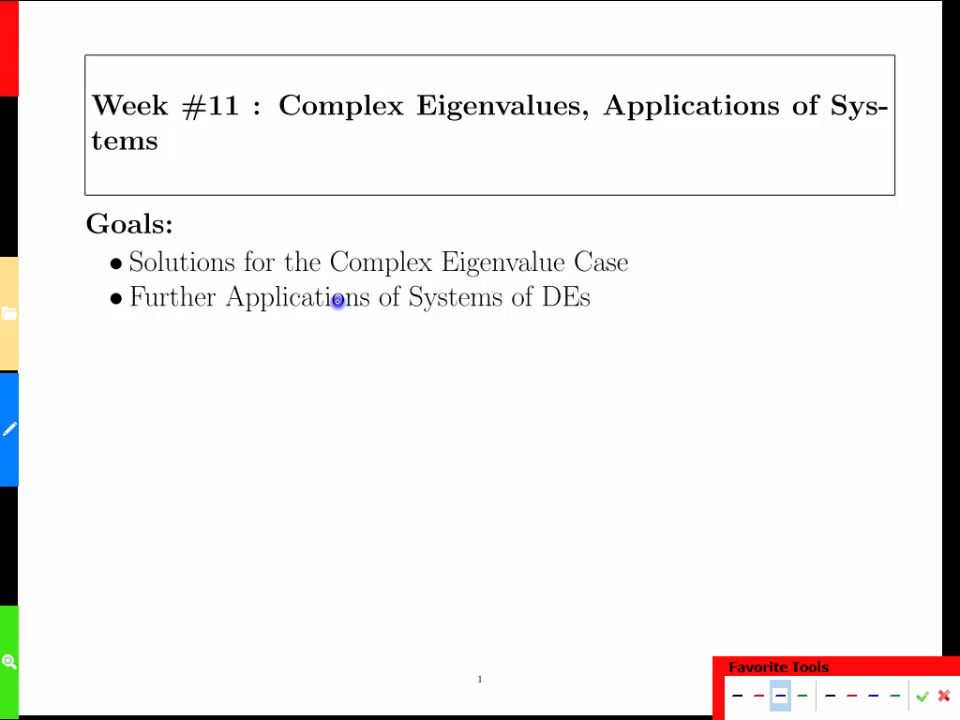 Week #11 : Complex Eigenvalues, Applications of Sys-
tems
Goals:
• Solutions for the Complex Eigenvalue Case
• Further Applications of Systems of DEs
1
Favorite Tools